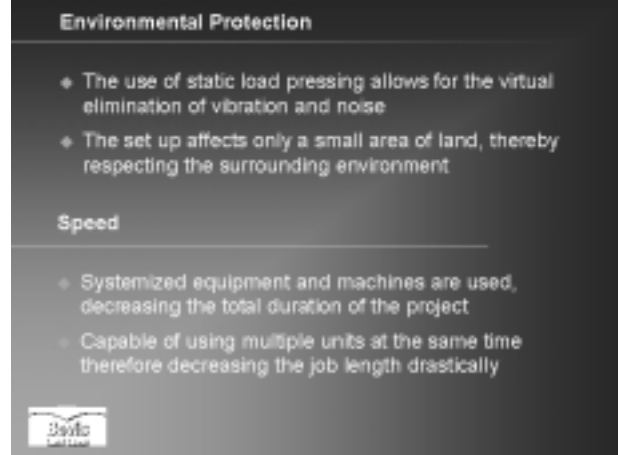 Environmental Protection
The use of static load pressing allows for the virtual
elimination of vibration and noise
The set up affects only a small area of land, thereby
respecting the surrounding environment
Speed
Systemized equipment and machines are used,
decreasing the total duration of the project
Capable of using multiple units at the same time
therefore decreasing the job length drastically